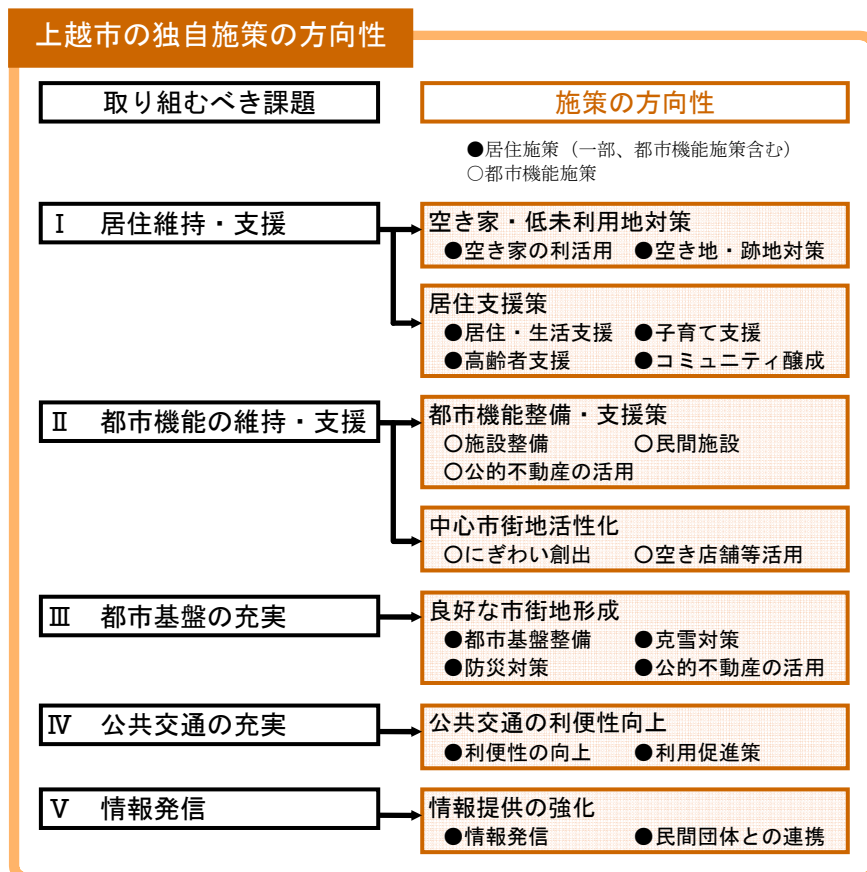 上越市の独自施策の方向性
取り組むべき課題
施策の方向性
●居住施策（一部、都市機能施策含む）
○都市機能施策
Ⅰ 居住維持・支援
空き家・低未利用地対策
●空き家の利活用 ●空き地・跡地対策
居住支援策
●居住・生活支援 ●子育て支援
●高齢者支援 ●コミュニティ醸成
Ⅱ 都市機能の維持・支援
都市機能整備・支援策
○施設整備 ○民間施設
○公的不動産の活用
中心市街地活性化
○にぎわい創出 ○空き店舗等活用
Ⅲ 都市基盤の充実
良好な市街地形成
●都市基盤整備 ●克雪対策
●防災対策 ●公的不動産の活用
Ⅳ 公共交通の充実
公共交通の利便性向上
●利便性の向上 ●利用促進策
Ⅴ 情報発信
情報提供の強化
●情報発信 ●民間団体との連携